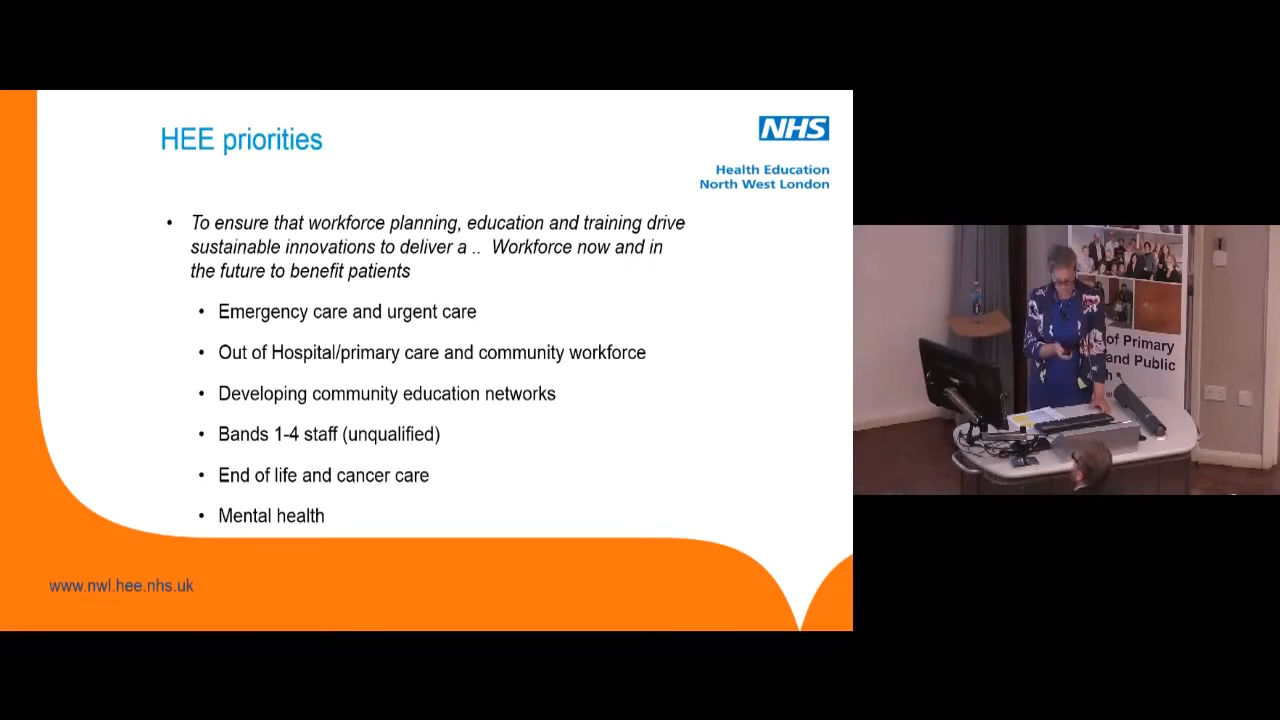 HEE priorities
NHS
Health Education
North West London
• To ensure that workforce planning, education and training drive
sustainable innovations to deliver a .. Workforce now and in
the future to benefit patients
• Emergency care and urgent care
• Out of Hospital/primary care and community workforce
• Developing community education networks
• Bands 1-4 staff (unqualified)
• End of life and cancer care
• Mental health
www.nwl.hee.nhs.uk
of Primary
and Public